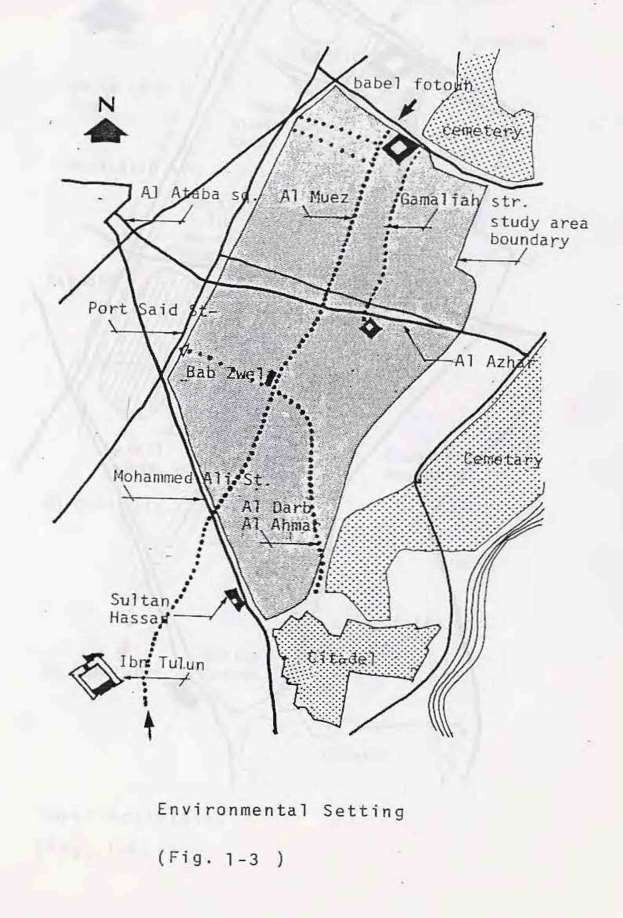 babel fotouh
N
cemetery
Al Ataba sq.
Al Muez
Gamaliah str.
study area
boundary
Port Said St
Al Azhar
Bab Zwel
Cemetary
Mohammed Ali St.
Al Darb
Al Ahmar
Sultan
Hassan
Citadel
Ibn Tulun
Environmental Setting
(Fig. 1-3 )